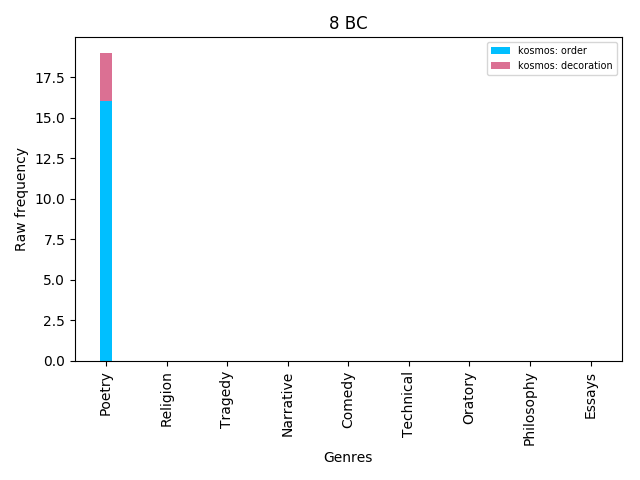 8 BC
kosmos: order
kosmos: decoration
Raw frequency
17.5
15.0
12.5
10.0
7.5
5.0
2.5
0.0
Poetry
Religion
Tragedy
Narrative
Comedy
Technical
Oratory
Philosophy
Essays
Genres